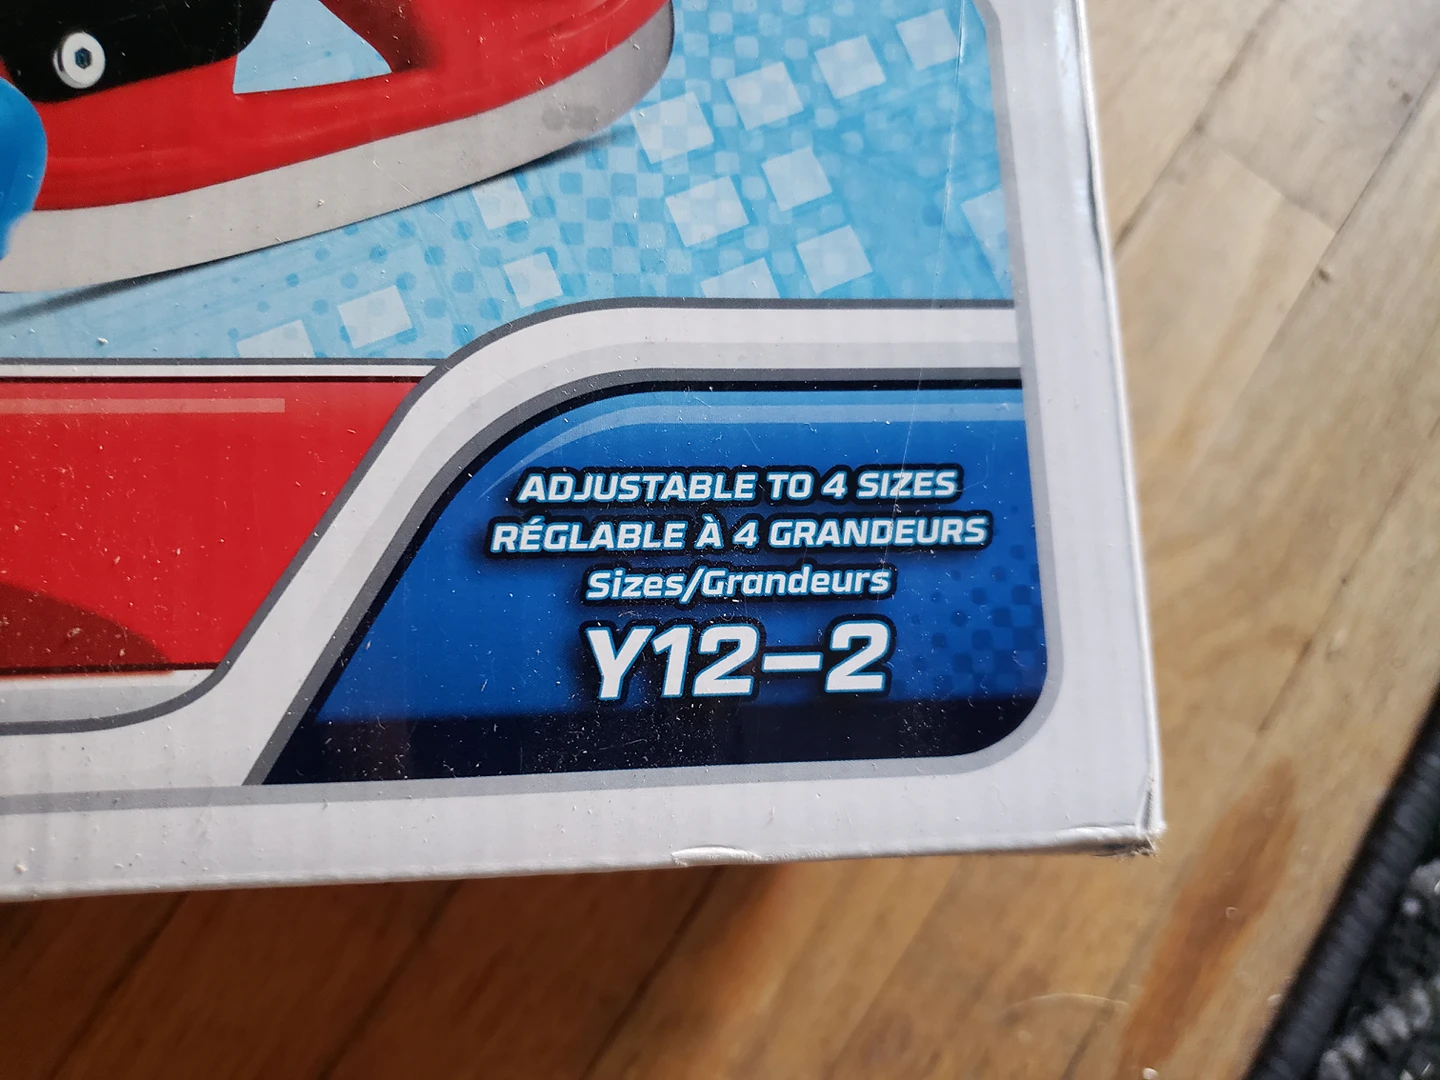 ADJUSTABLE TO 4 SIZES
RÉGLABLE À 4 GRANDEURS
Sizes/Grandeurs
Y12-2